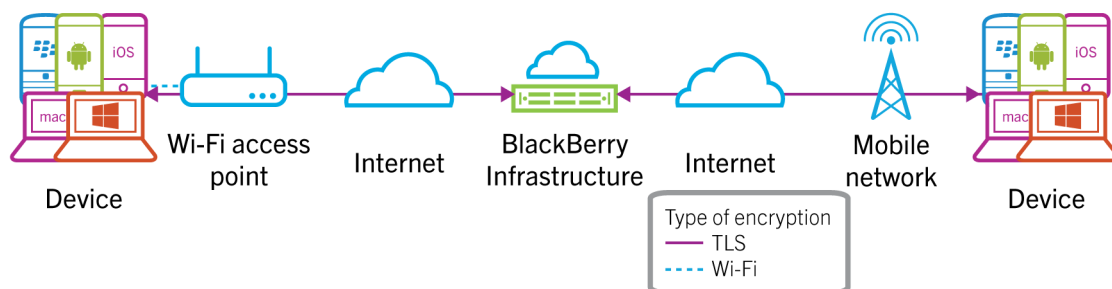 iOS
mac
Device
Wi-Fi access
point
Internet
BlackBerry
Infrastructure
Internet
Mobile
network
iOS
mac
Device
Type of encryption
TLS
Wi-Fi